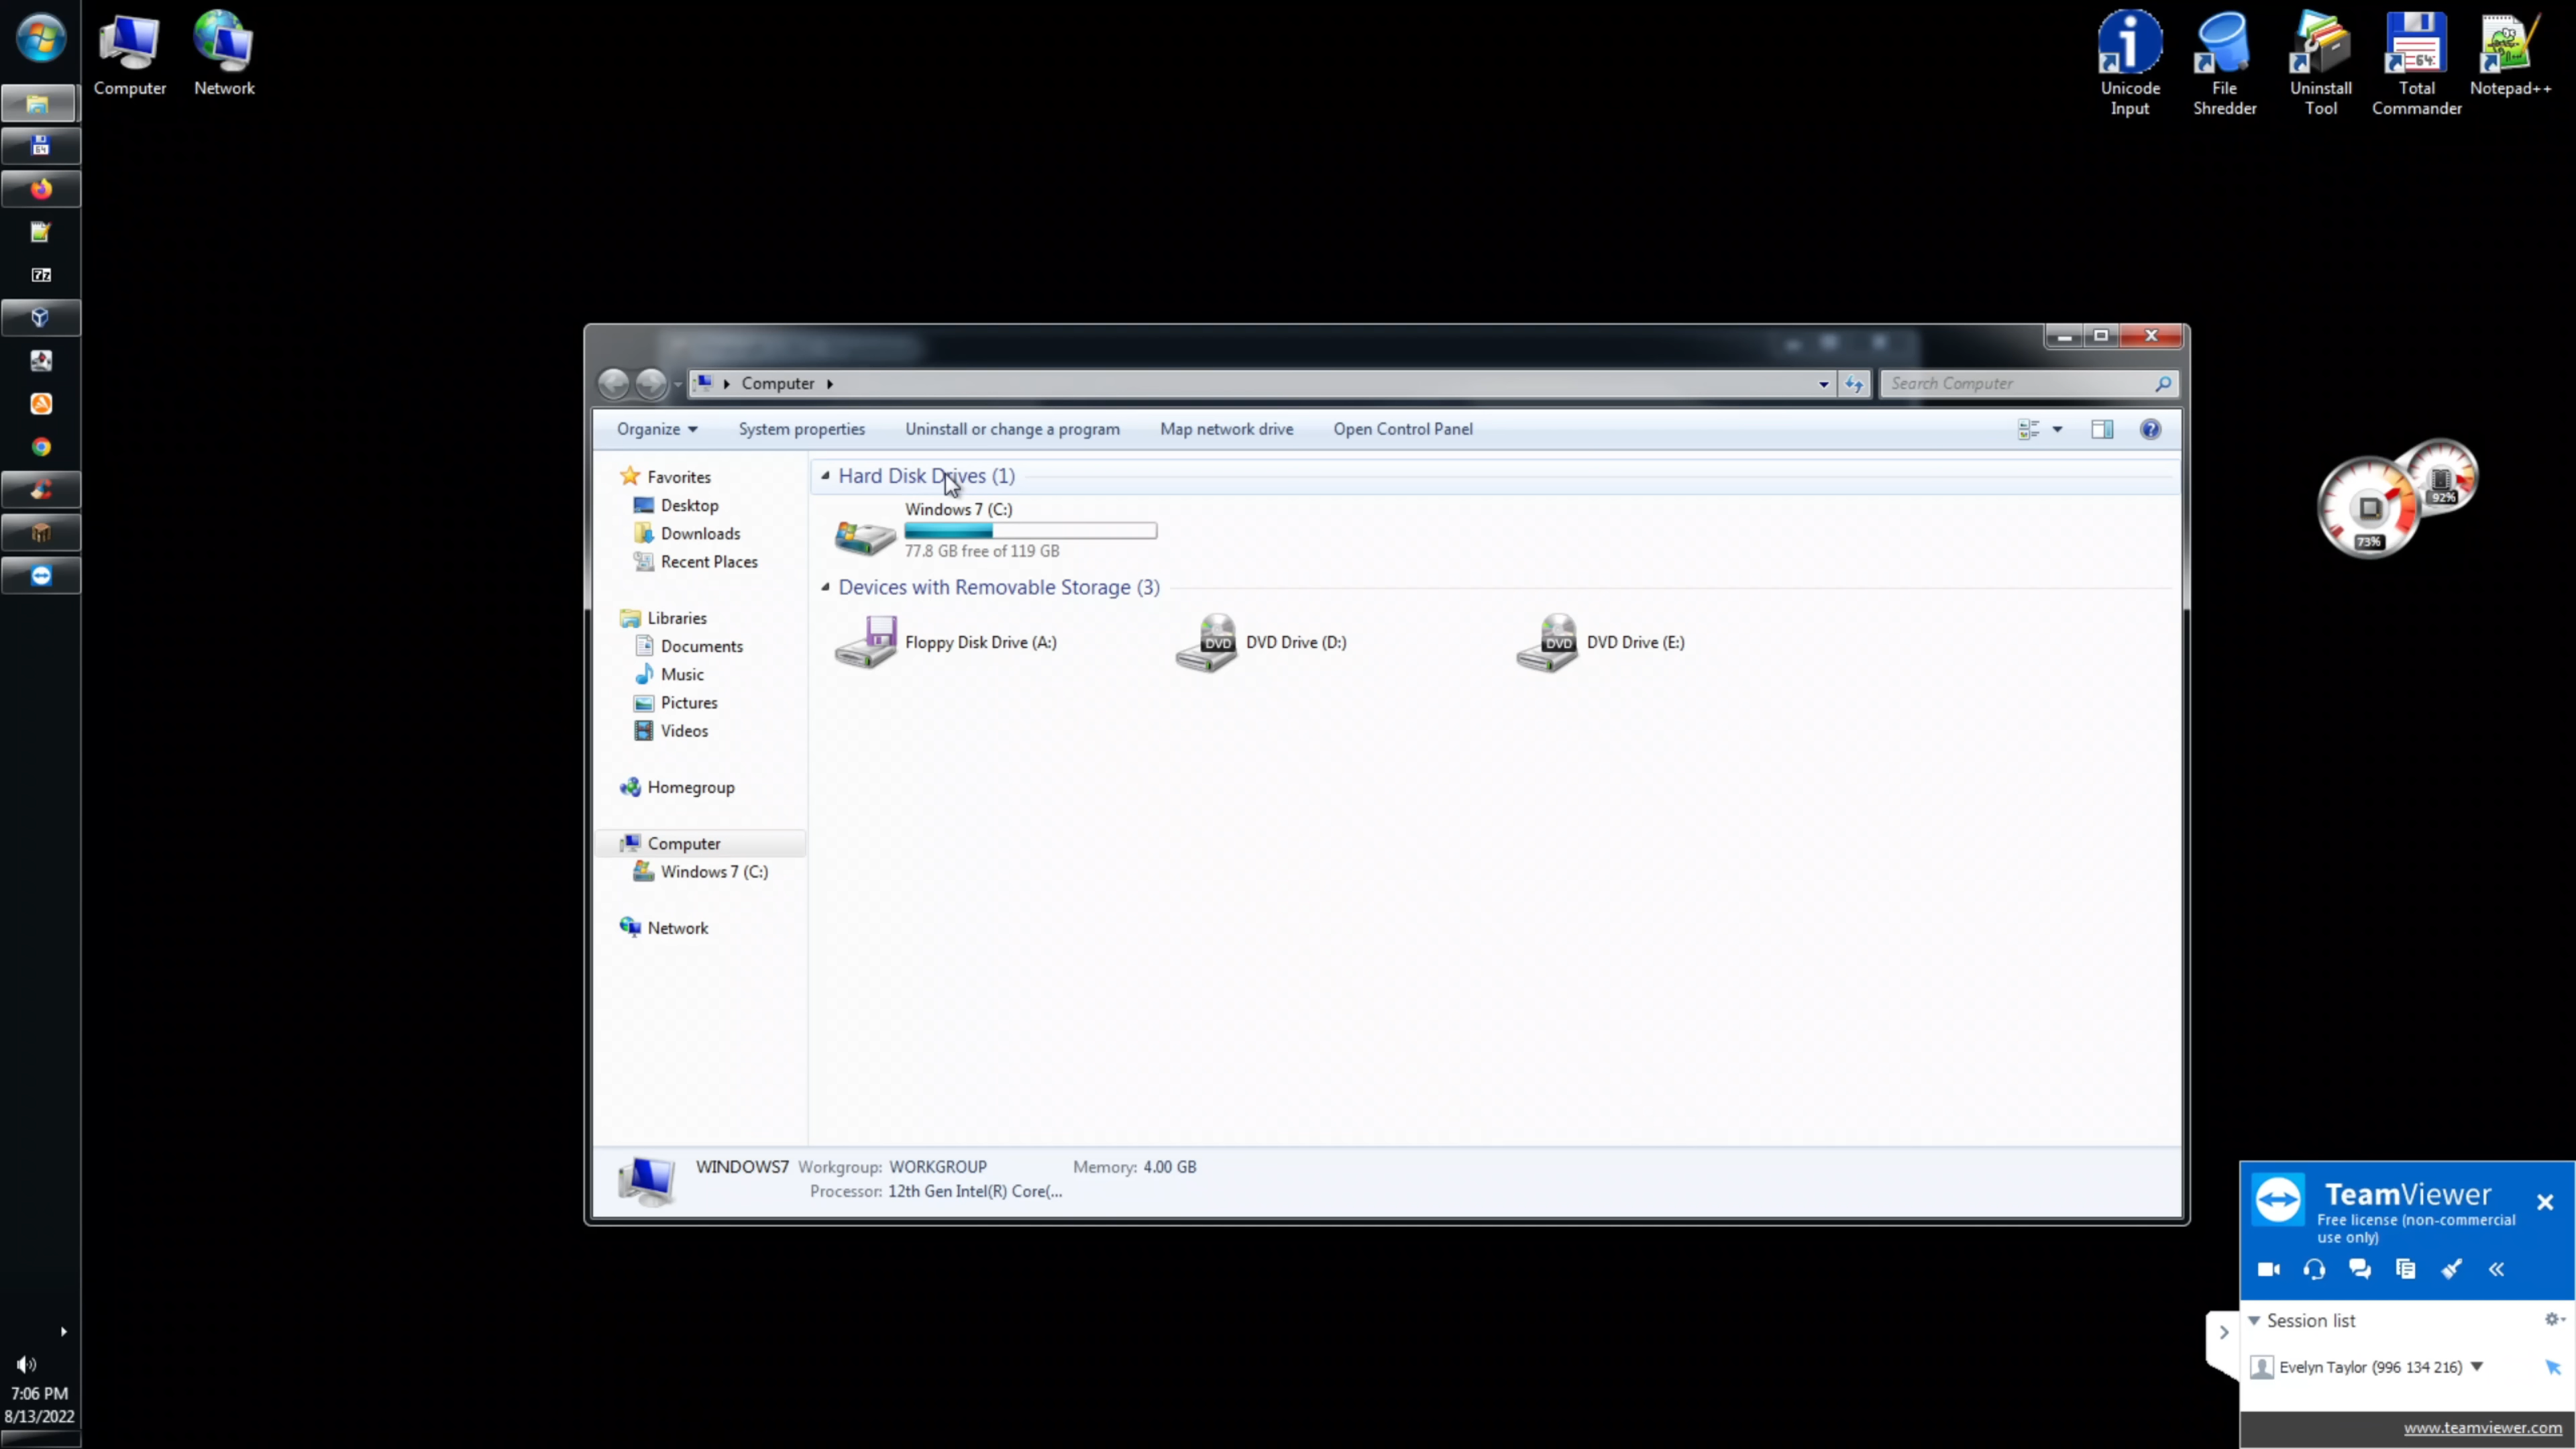 Computer
Network
Unicode
Input
File
Shredder
Uninstall
Tool
Total
Commander
Notepad++
64
Computer
Search Computer
Organize
System properties
Uninstall or change a program
Map network drive
Open Control Panel
Favorites
Desktop
Downloads
Recent Places
Libraries
Documents
Music
Pictures
Videos
Homegroup
Computer
Windows 7 (C:)
Network
Hard Disk Drives (1)
Windows 7 (C:)
77.8 GB free of 119 GB
Devices with Removable Storage (3)
Floppy Disk Drive (A:)
DVD
DVD Drive (D:)
DVD
DVD Drive (E:)
92%
73%
WINDOWS7 Workgroup: WORKGROUP Memory: 4.00 GB
Processor: 12th Gen Intel(R) Core(...
TeamViewer
Free license (non-commercial
use only)
Session list
Evelyn Taylor (996 134 216)
www.teamviewer.com
64
7z
7:06 PM
8/13/2022